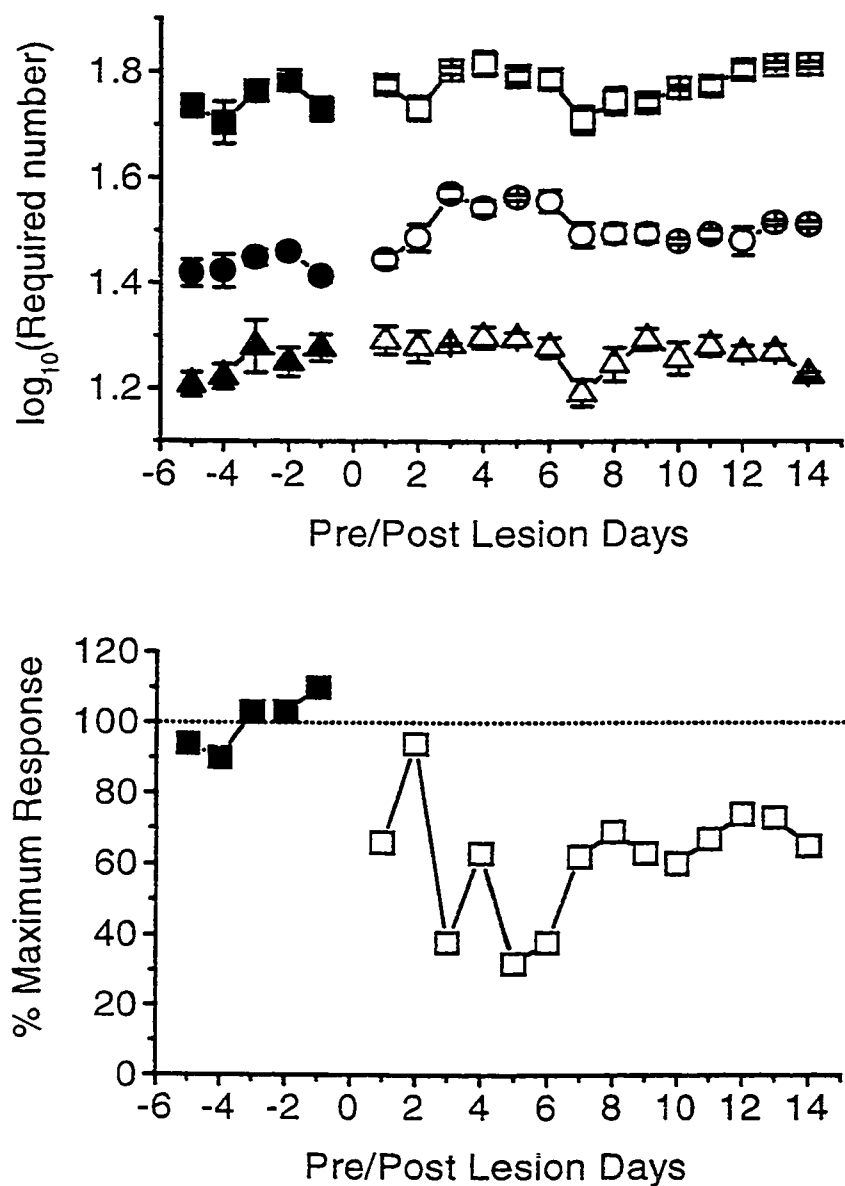 log₁₀(Required number)
1.8
1.6
1.4
1.2
-6 -4 -2 0 2 4 6 8 10 12 14
Pre/Post Lesion Days
% Maximum Response
120
100
80
60
40
20
0
-6 -4 -2 0 2 4 6 8 10 12 14
Pre/Post Lesion Days